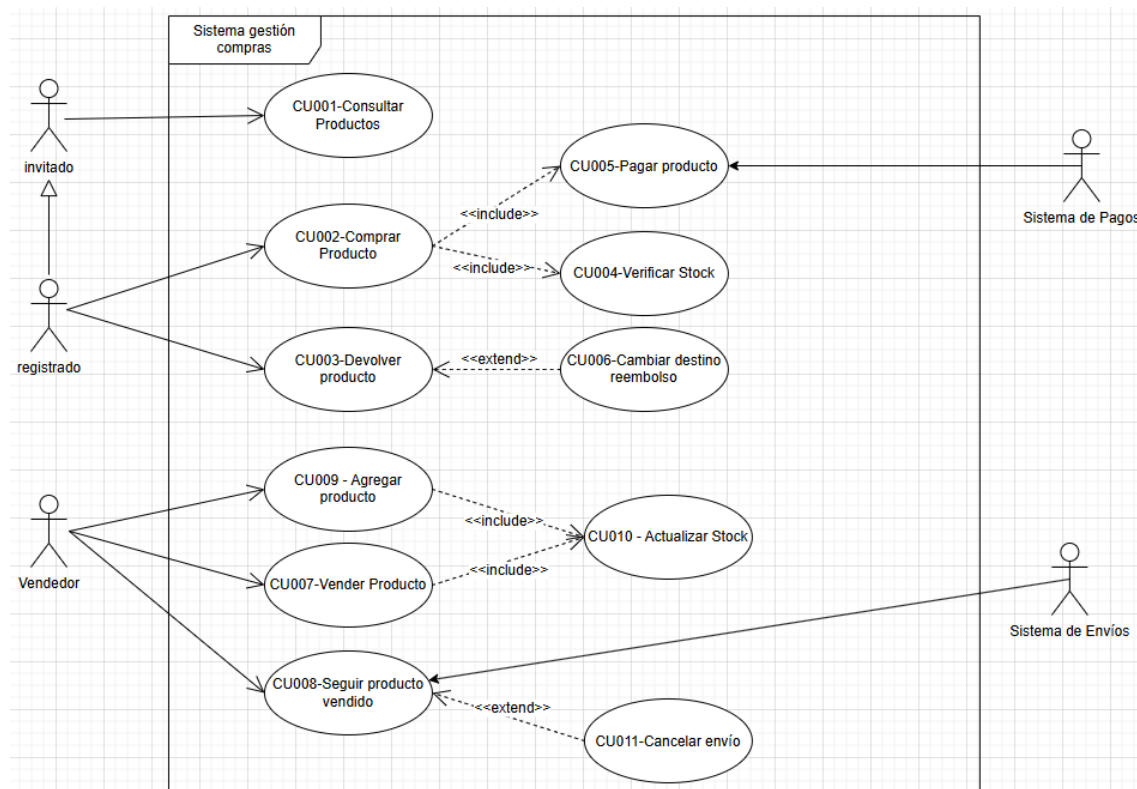 Sistema gestión
compras
CU001-Consultar
Productos
invitado
CU005-Pagar producto
Sistema de Pagos
<<include>>
CU002-Comprar
Producto
<<include>>
CU004-Verificar Stock
registrado
CU003-Devolver
producto
<<extend>>
CU006-Cambiar destino
reembolso
CU009 - Agregar
producto
<<include>>
CU010 - Actualizar Stock
Vendedor
CU007-Vender Producto
<<include>>
Sistema de Envíos
CU008-Seguir producto
vendido
<<extend>>
CU011-Cancelar envío